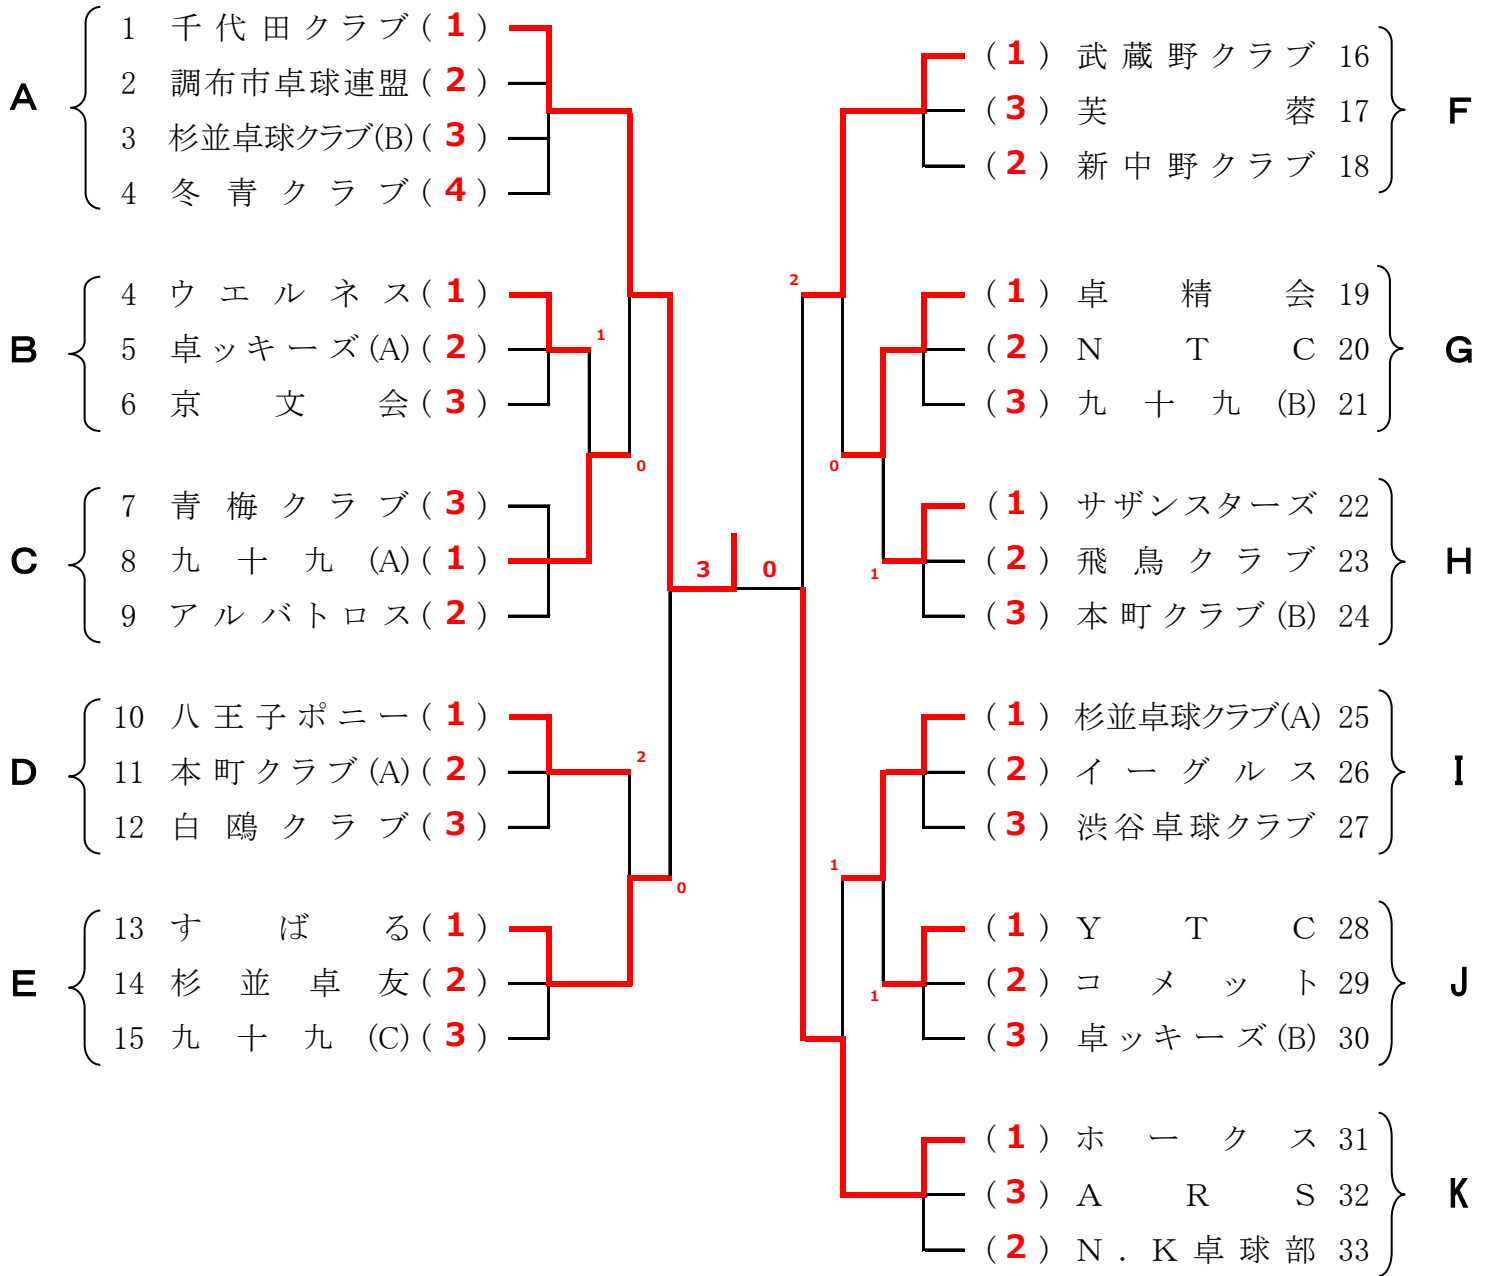 A
1 千代田クラブ ( 1 )
2 調布市卓球連盟 ( 2 )
3 杉並卓球クラブ(B) ( 3 )
4 冬青クラブ ( 4 )
B
4 ウエルネス ( 1 )
5 卓ッキーズ(A) ( 2 )
6 京文会 ( 3 )
1
0
C
7 青梅クラブ ( 3 )
8 九十九(A) ( 1 )
9 アルバトロス ( 2 )
D
10 八王子ポニー ( 1 )
11 本町クラブ(A) ( 2 )
12 白鴎クラブ ( 3 )
2
0
E
13 すばる ( 1 )
14 杉並卓友 ( 2 )
15 九十九(C) ( 3 )
3 0
( 1 ) 武蔵野クラブ 16
( 3 ) 芙蓉 17
( 2 ) 新中野クラブ 18
F
2
( 1 ) 卓精会 19
( 2 ) NTC 20
( 3 ) 九十九(B) 21
G
0
( 1 ) サザンスターズ 22
( 2 ) 飛鳥クラブ 23
( 3 ) 本町クラブ(B) 24
H
1
( 1 ) 杉並卓球クラブ(A) 25
( 2 ) イーグルス 26
( 3 ) 渋谷卓球クラブ 27
I
1
( 1 ) YTC 28
( 2 ) コメット 29
( 3 ) 卓ッキーズ(B) 30
J
1
( 1 ) ホークス 31
( 3 ) ARS 32
( 2 ) N.K卓球部 33
K